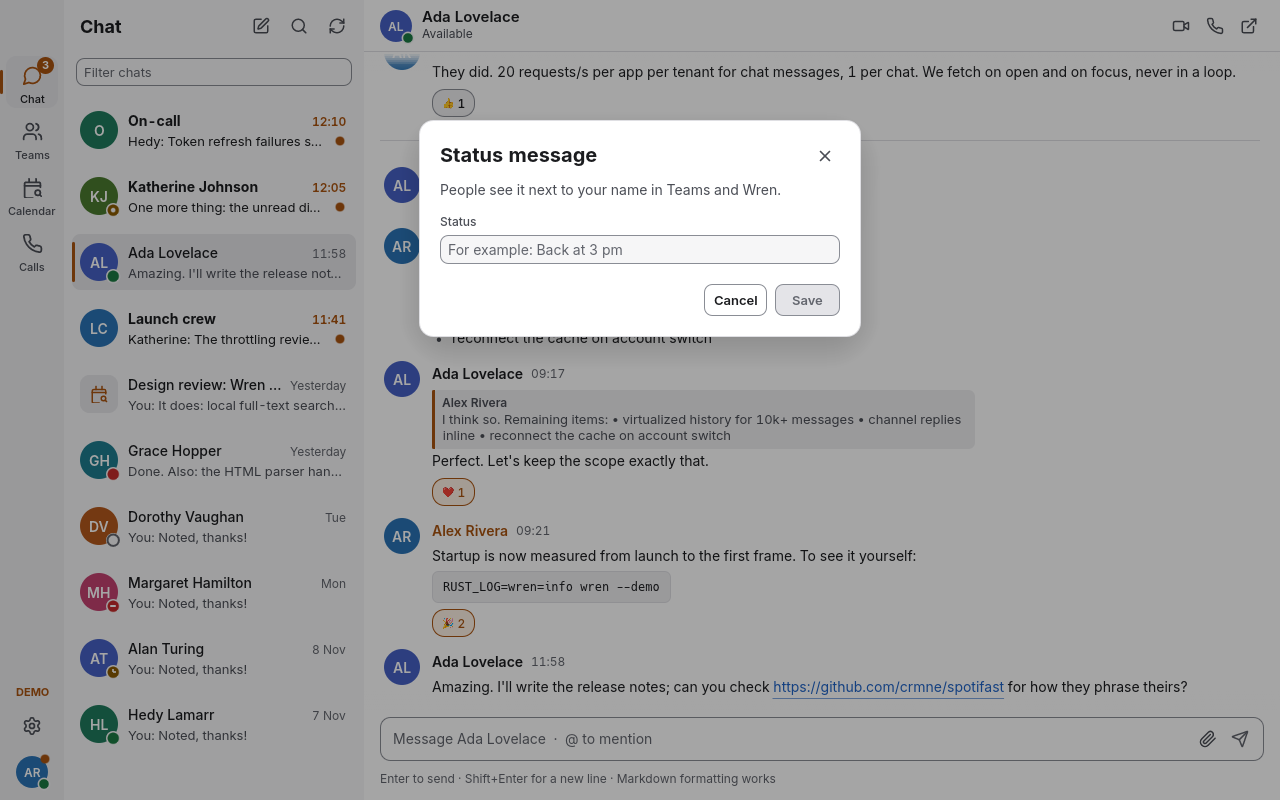 Chat
Filter chats
3
Chat
Teams
Calendar
Calls
DEMO
AR
O
On-call
12:10
Hedy: Token refresh failures s...
KJ
Katherine Johnson
12:05
One more thing: the unread di...
AL
Ada Lovelace
11:58
Amazing. I'll write the release not...
LC
Launch crew
11:41
Katherine: The throttling revie...
Design review: Wren ...
Yesterday
You: It does: local full-text search...
GH
Grace Hopper
Yesterday
Done. Also: the HTML parser han...
DV
Dorothy Vaughan
Tue
You: Noted, thanks!
MH
Margaret Hamilton
Mon
You: Noted, thanks!
AT
Alan Turing
8 Nov
You: Noted, thanks!
HL
Hedy Lamarr
7 Nov
You: Noted, thanks!
AL
Ada Lovelace
Available
They did. 20 requests/s per app per tenant for chat messages, 1 per chat. We fetch on open and on focus, never in a loop.
👍 1
AL
AR
Status message
People see it next to your name in Teams and Wren.
Status
For example: Back at 3 pm
Cancel
Save
• reconnect the cache on account switch
AL
Ada Lovelace 09:17
Alex Rivera
I think so. Remaining items: • virtualized history for 10k+ messages • channel replies
inline • reconnect the cache on account switch
Perfect. Let's keep the scope exactly that.
❤️ 1
AR
Alex Rivera 09:21
Startup is now measured from launch to the first frame. To see it yourself:
RUST_LOG=wren=info wren --demo
🎉 2
AL
Ada Lovelace 11:58
Amazing. I'll write the release notes; can you check https://github.com/crmne/spotifast for how they phrase theirs?
Message Ada Lovelace · @ to mention
Enter to send · Shift+Enter for a new line · Markdown formatting works